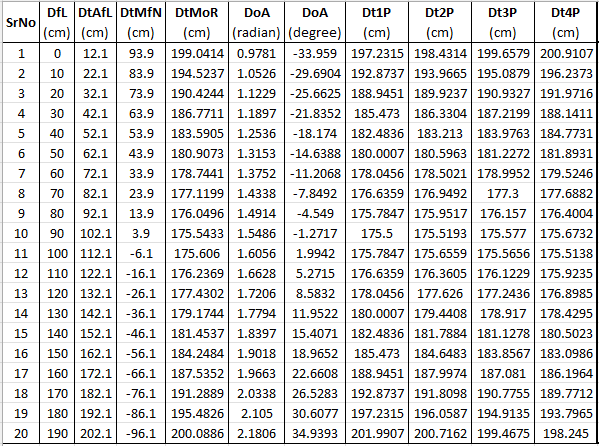 SrNo DfL (cm) DtAfL (cm) DtMfN (cm) DtMoR (cm) DoA (radian) DoA (degree) Dt1P (cm) Dt2P (cm) Dt3P (cm) Dt4P (cm)
1 0 12.1 93.9 199.0414 0.9781 -33.959 197.2315 198.4314 199.6579 200.9107
2 10 22.1 83.9 194.5237 1.0526 -29.6904 192.8737 193.9665 195.0879 196.2373
3 20 32.1 73.9 190.4244 1.1229 -25.6625 188.9451 189.9237 190.9327 191.9716
4 30 42.1 63.9 186.7711 1.1897 -21.8352 185.473 186.3304 187.2199 188.1411
5 40 52.1 53.9 183.5905 1.2536 -18.174 182.4836 183.213 183.9763 184.7731
6 50 62.1 43.9 180.9073 1.3153 -14.6388 180.0007 180.5963 181.2272 181.8931
7 60 72.1 33.9 178.7442 1.3752 -11.2068 178.0456 178.5021 178.9952 179.5246
8 70 82.1 23.9 177.1199 1.4338 -7.8492 176.6359 176.9492 177.3 177.6882
9 80 92.1 13.9 176.0496 1.4914 -4.549 175.7847 175.9517 176.157 176.4004
10 90 102.1 3.9 175.5433 1.5486 -1.2717 175.5 175.5193 175.577 175.6732
11 100 112.1 -6.1 175.606 1.6056 1.9942 175.7847 175.6559 175.5656 175.5138
12 110 122.1 -16.1 176.2369 1.6628 5.2715 176.6359 176.3605 176.1229 175.9235
13 120 132.1 -26.1 177.4302 1.7206 8.5832 178.0456 177.626 177.2436 176.8985
14 130 142.1 -36.1 179.1744 1.7794 11.9522 180.0007 179.4408 178.917 178.4295
15 140 152.1 -46.1 181.4537 1.8397 15.4071 182.4836 181.7884 181.1278 180.5023
16 150 162.1 -56.1 184.2484 1.9018 18.9652 185.473 184.6483 183.8567 183.0986
17 160 172.1 -66.1 187.5352 1.9663 22.6608 188.9451 187.9974 187.081 186.1964
18 170 182.1 -76.1 191.2889 2.0338 26.5283 192.8737 191.8098 190.7755 189.7712
19 180 192.1 -86.1 195.4826 2.105 30.6077 197.2315 196.0587 194.9135 193.7965
20 190 202.1 -96.1 200.0886 2.1806 34.9393 201.9907 200.7162 199.4675 198.245